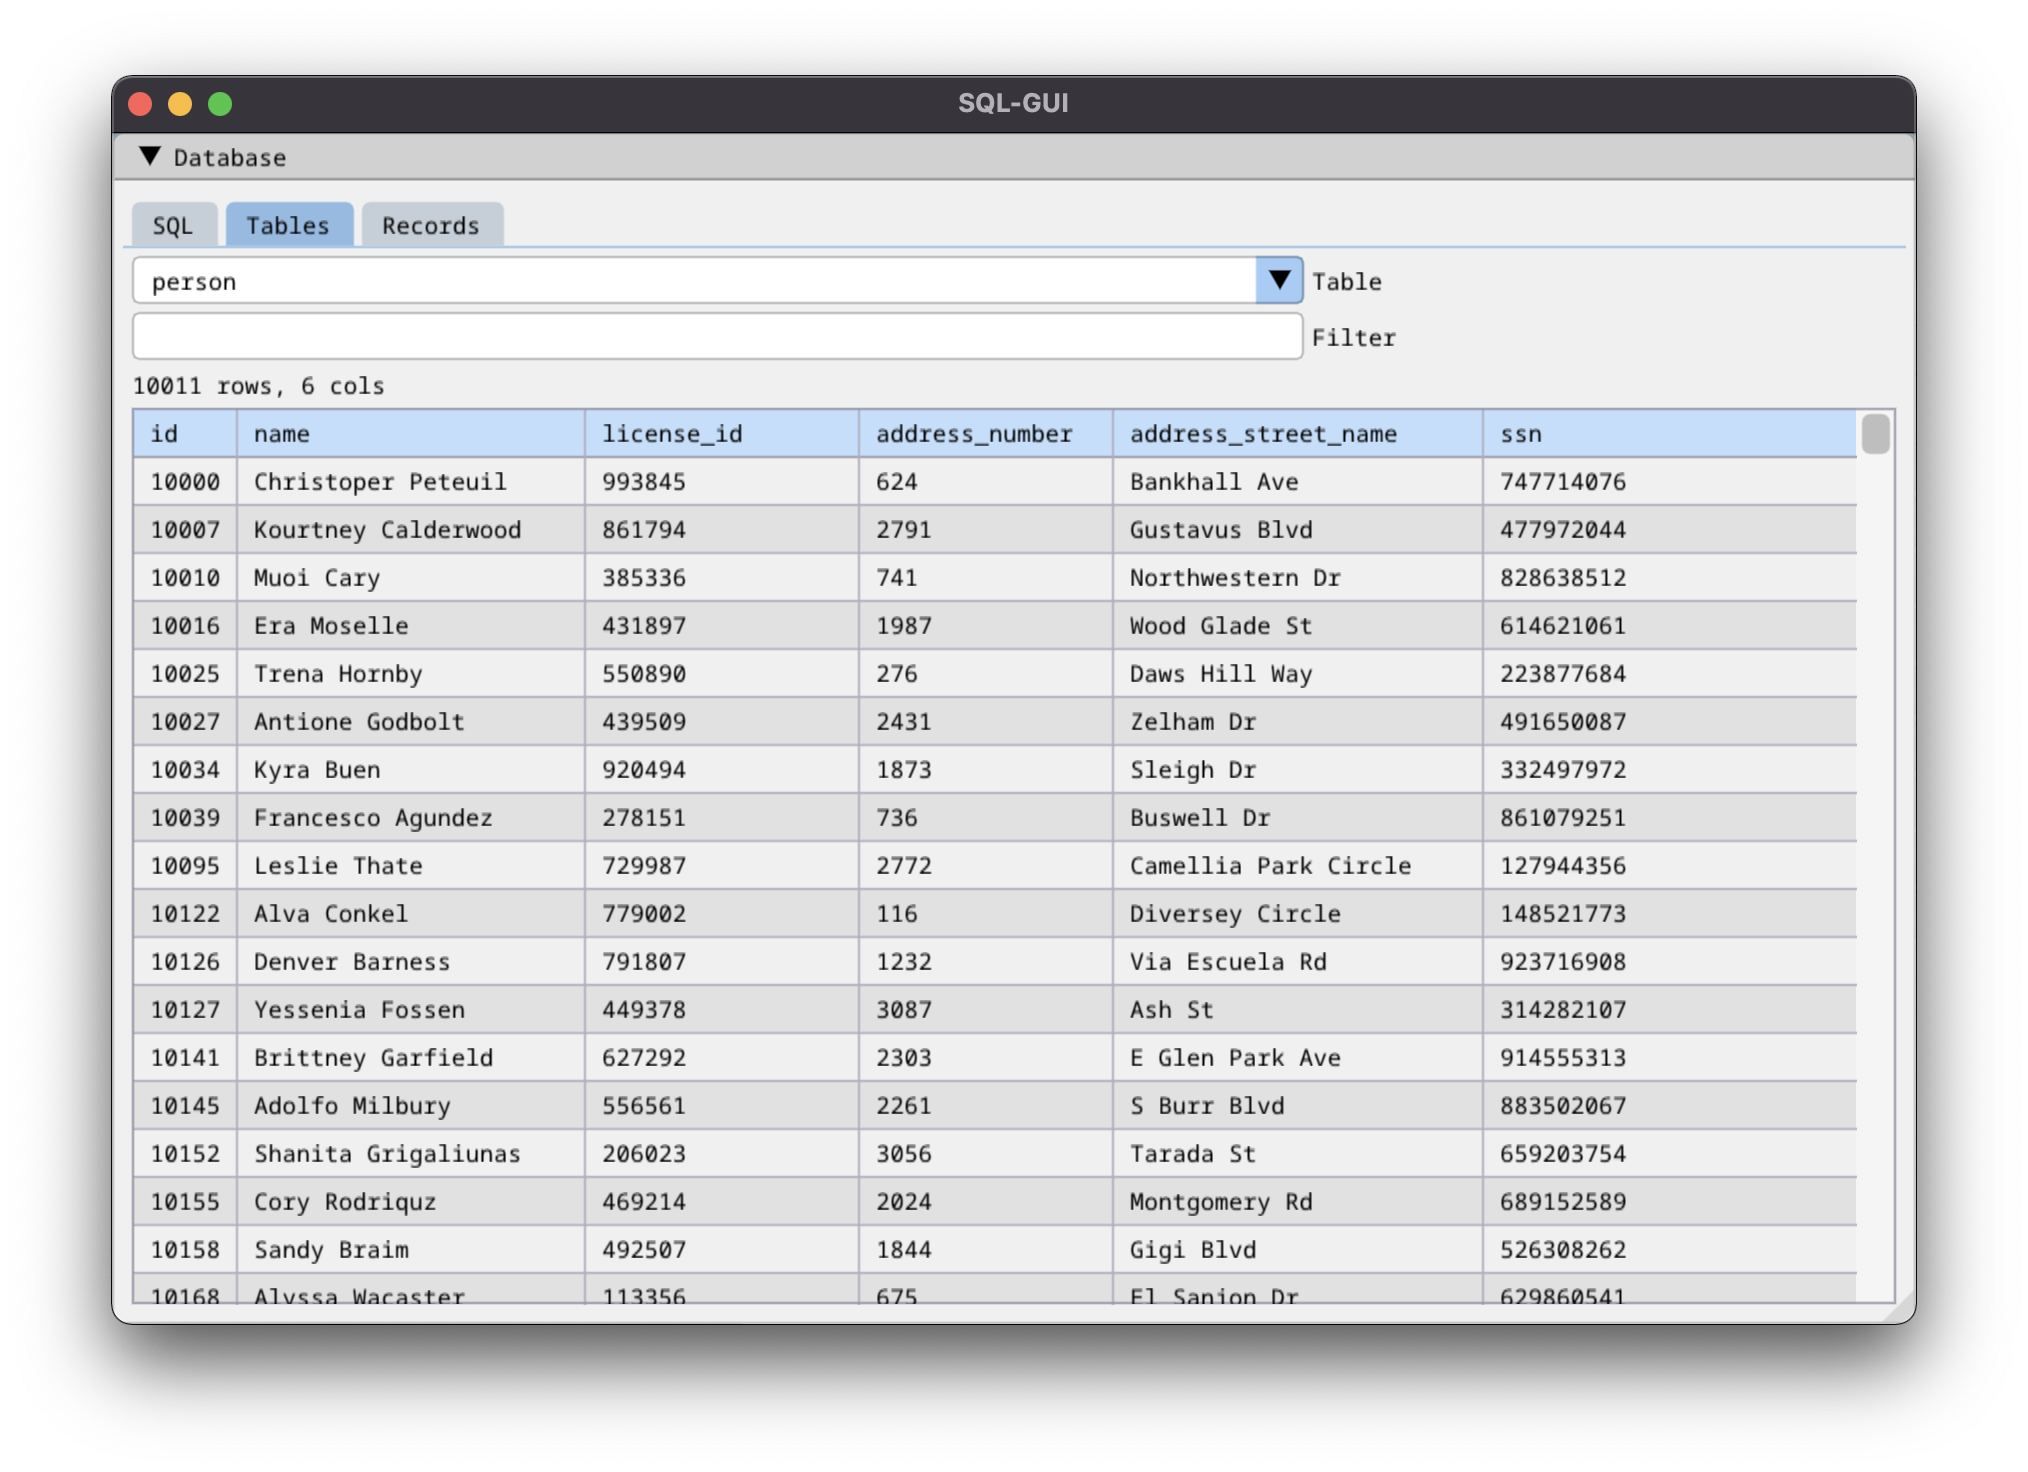 SQL-GUI
Database
SQL Tables Records
person Table
Filter
10011 rows, 6 cols
id name license_id address_number address_street_name ssn
10000 Christoper Peteuil 993845 624 Bankhall Ave 747714076
10007 Kourtney Calderwood 861794 2791 Gustavus Blvd 477972044
10010 Muoi Cary 385336 741 Northwestern Dr 828638512
10016 Era Moselle 431897 1987 Wood Glade St 614621061
10025 Trena Hornby 550890 276 Daws Hill Way 223877684
10027 Antione Godbolt 439509 2431 Zelham Dr 491650087
10034 Kyra Buen 920494 1873 Sleigh Dr 332497972
10039 Francesco Agundez 278151 736 Buswell Dr 861079251
10095 Leslie Thate 729987 2772 Camellia Park Circle 127944356
10122 Alva Conkel 779002 116 Diversey Circle 148521773
10126 Denver Barness 791807 1232 Via Escuela Rd 923716908
10127 Yessenia Fossen 449378 3087 Ash St 314282107
10141 Brittney Garfield 627292 2303 E Glen Park Ave 914555313
10145 Adolfo Milbury 556561 2261 S Burr Blvd 883502067
10152 Shanita Grigaliunas 206023 3056 Tarada St 659203754
10155 Cory Rodriquz 469214 2024 Montgomery Rd 689152589
10158 Sandy Braim 492507 1844 Gigi Blvd 526308262
10168 Alyssa Wacaster 113356 675 El Sanjon Dr 629860541